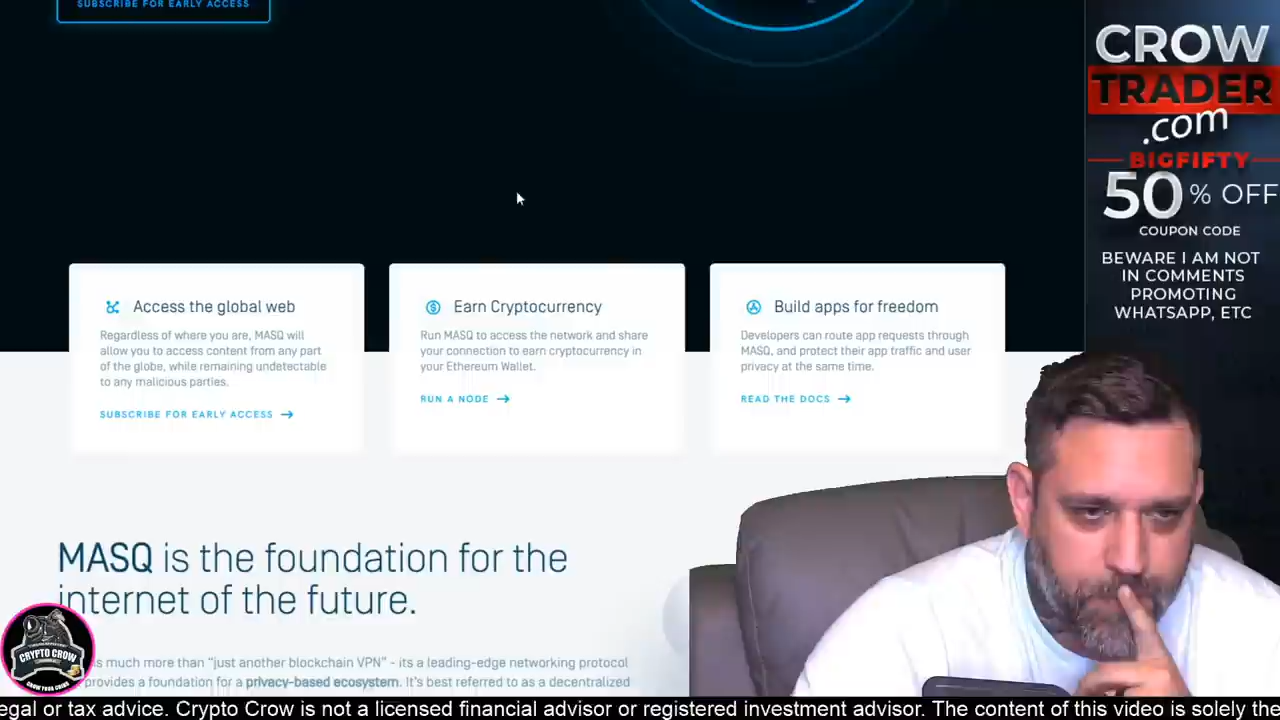 SUBSCRIBE FOR EARLY ACCESS
CROW
TRADER
.com
BIGFIFTY
50 % OFF
COUPON CODE
BEWARE I AM NOT
IN COMMENTS
PROMOTING
WHATSAPP, ETC
Access the global web
Regardless of where you are, MASQ will
allow you to access content from any part
of the globe, while remaining undetectable
to any malicious parties.
SUBSCRIBE FOR EARLY ACCESS →
Earn Cryptocurrency
Run MASQ to access the network and share
your connection to earn cryptocurrency in
your Ethereum Wallet.
RUN A NODE →
Build apps for freedom
Developers can route app requests through
MASQ, and protect their app traffic and user
privacy at the same time.
READ THE DOCS →
MASQ is the foundation for the
internet of the future.
s much more than “just another blockchain VPN” - its a leading-edge networking protocol
provides a foundation for a privacy-based ecosystem. It’s best referred to as a decentralized
CRYPTO CROW
egal or tax advice. Crypto Crow is not a licensed financial advisor or registered investment advisor. The content of this video is solely the